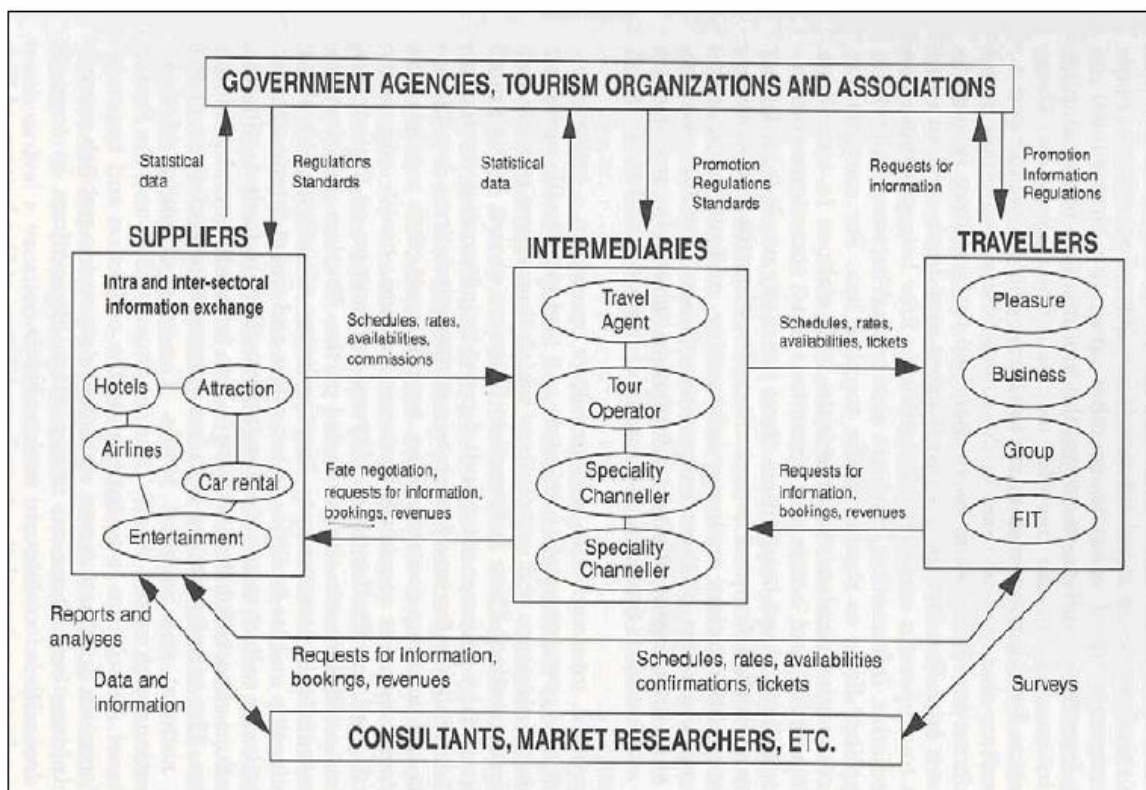 GOVERNMENT AGENCIES, TOURISM ORGANIZATIONS AND ASSOCIATIONS
Statistical
data
Regulations
Standards
Statistical
data
Promotion
Regulations
Standards
Requests for
information
Promotion
Information
Regulations
SUPPLIERS
Intra and inter-sectoral
information exchange
Hotels
Attraction
Airlines
Car rental
Entertainment
Schedules, rates,
availabilities,
commissions
Fate negotiation,
requests for information,
bookings, revenues
INTERMEDIARIES
Travel
Agent
Tour
Operator
Speciality
Channeller
Speciality
Channeller
Schedules, rates,
availabilities, tickets
Requests for
information,
bookings, revenues
TRAVELLERS
Pleasure
Business
Group
FIT
Reports and
analyses
Data and
information
Requests for information,
bookings, revenues
Schedules, rates, availabilities
confirmations, tickets
Surveys
CONSULTANTS, MARKET RESEARCHERS, ETC.